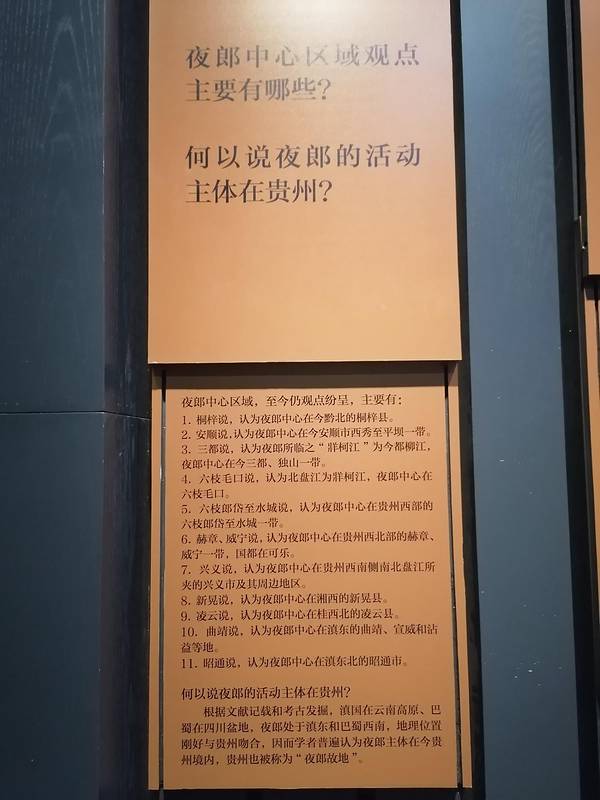 夜郎中心区域观点
主要有哪些？
何以说夜郎的活动
主体在贵州？
夜郎中心区域，至今仍观点纷呈，主要有：
1. 桐梓说，认为夜郎中心在今黔北的桐梓县。
2. 安顺说，认为夜郎中心在今安顺市西秀至平坝一带。
3. 三都说，认为夜郎所临之“牂柯江”为今都柳江，
夜郎中心在今三都、独山一带。
4. 六枝毛口说，认为北盘江为牂柯江，夜郎中心在
六枝毛口。
5. 六枝郎岱至水城说，认为夜郎中心在贵州西部的
六枝郎岱至水城一带。
6. 赫章、威宁说，认为夜郎中心在贵州西北部的赫章、
威宁一带，国都在可乐。
7. 兴义说，认为夜郎中心在贵州西南侧南北盘江所
夹的兴义市及其周边地区。
8. 新晃说，认为夜郎中心在湘西的新晃县。
9. 凌云说，认为夜郎中心在桂西北的凌云县。
10. 曲靖说，认为夜郎中心在滇东的曲靖、宣威和沾
益等地。
11. 昭通说，认为夜郎中心在滇东北的昭通市。
何以说夜郎的活动主体在贵州？
根据文献记载和考古发掘，滇国在云南高原、巴
蜀在四川盆地，夜郎处于滇东和巴蜀西南，地理位置
刚好与贵州吻合，因而学者普遍认为夜郎主体在今贵
州境内，贵州也被称为“夜郎故地”。